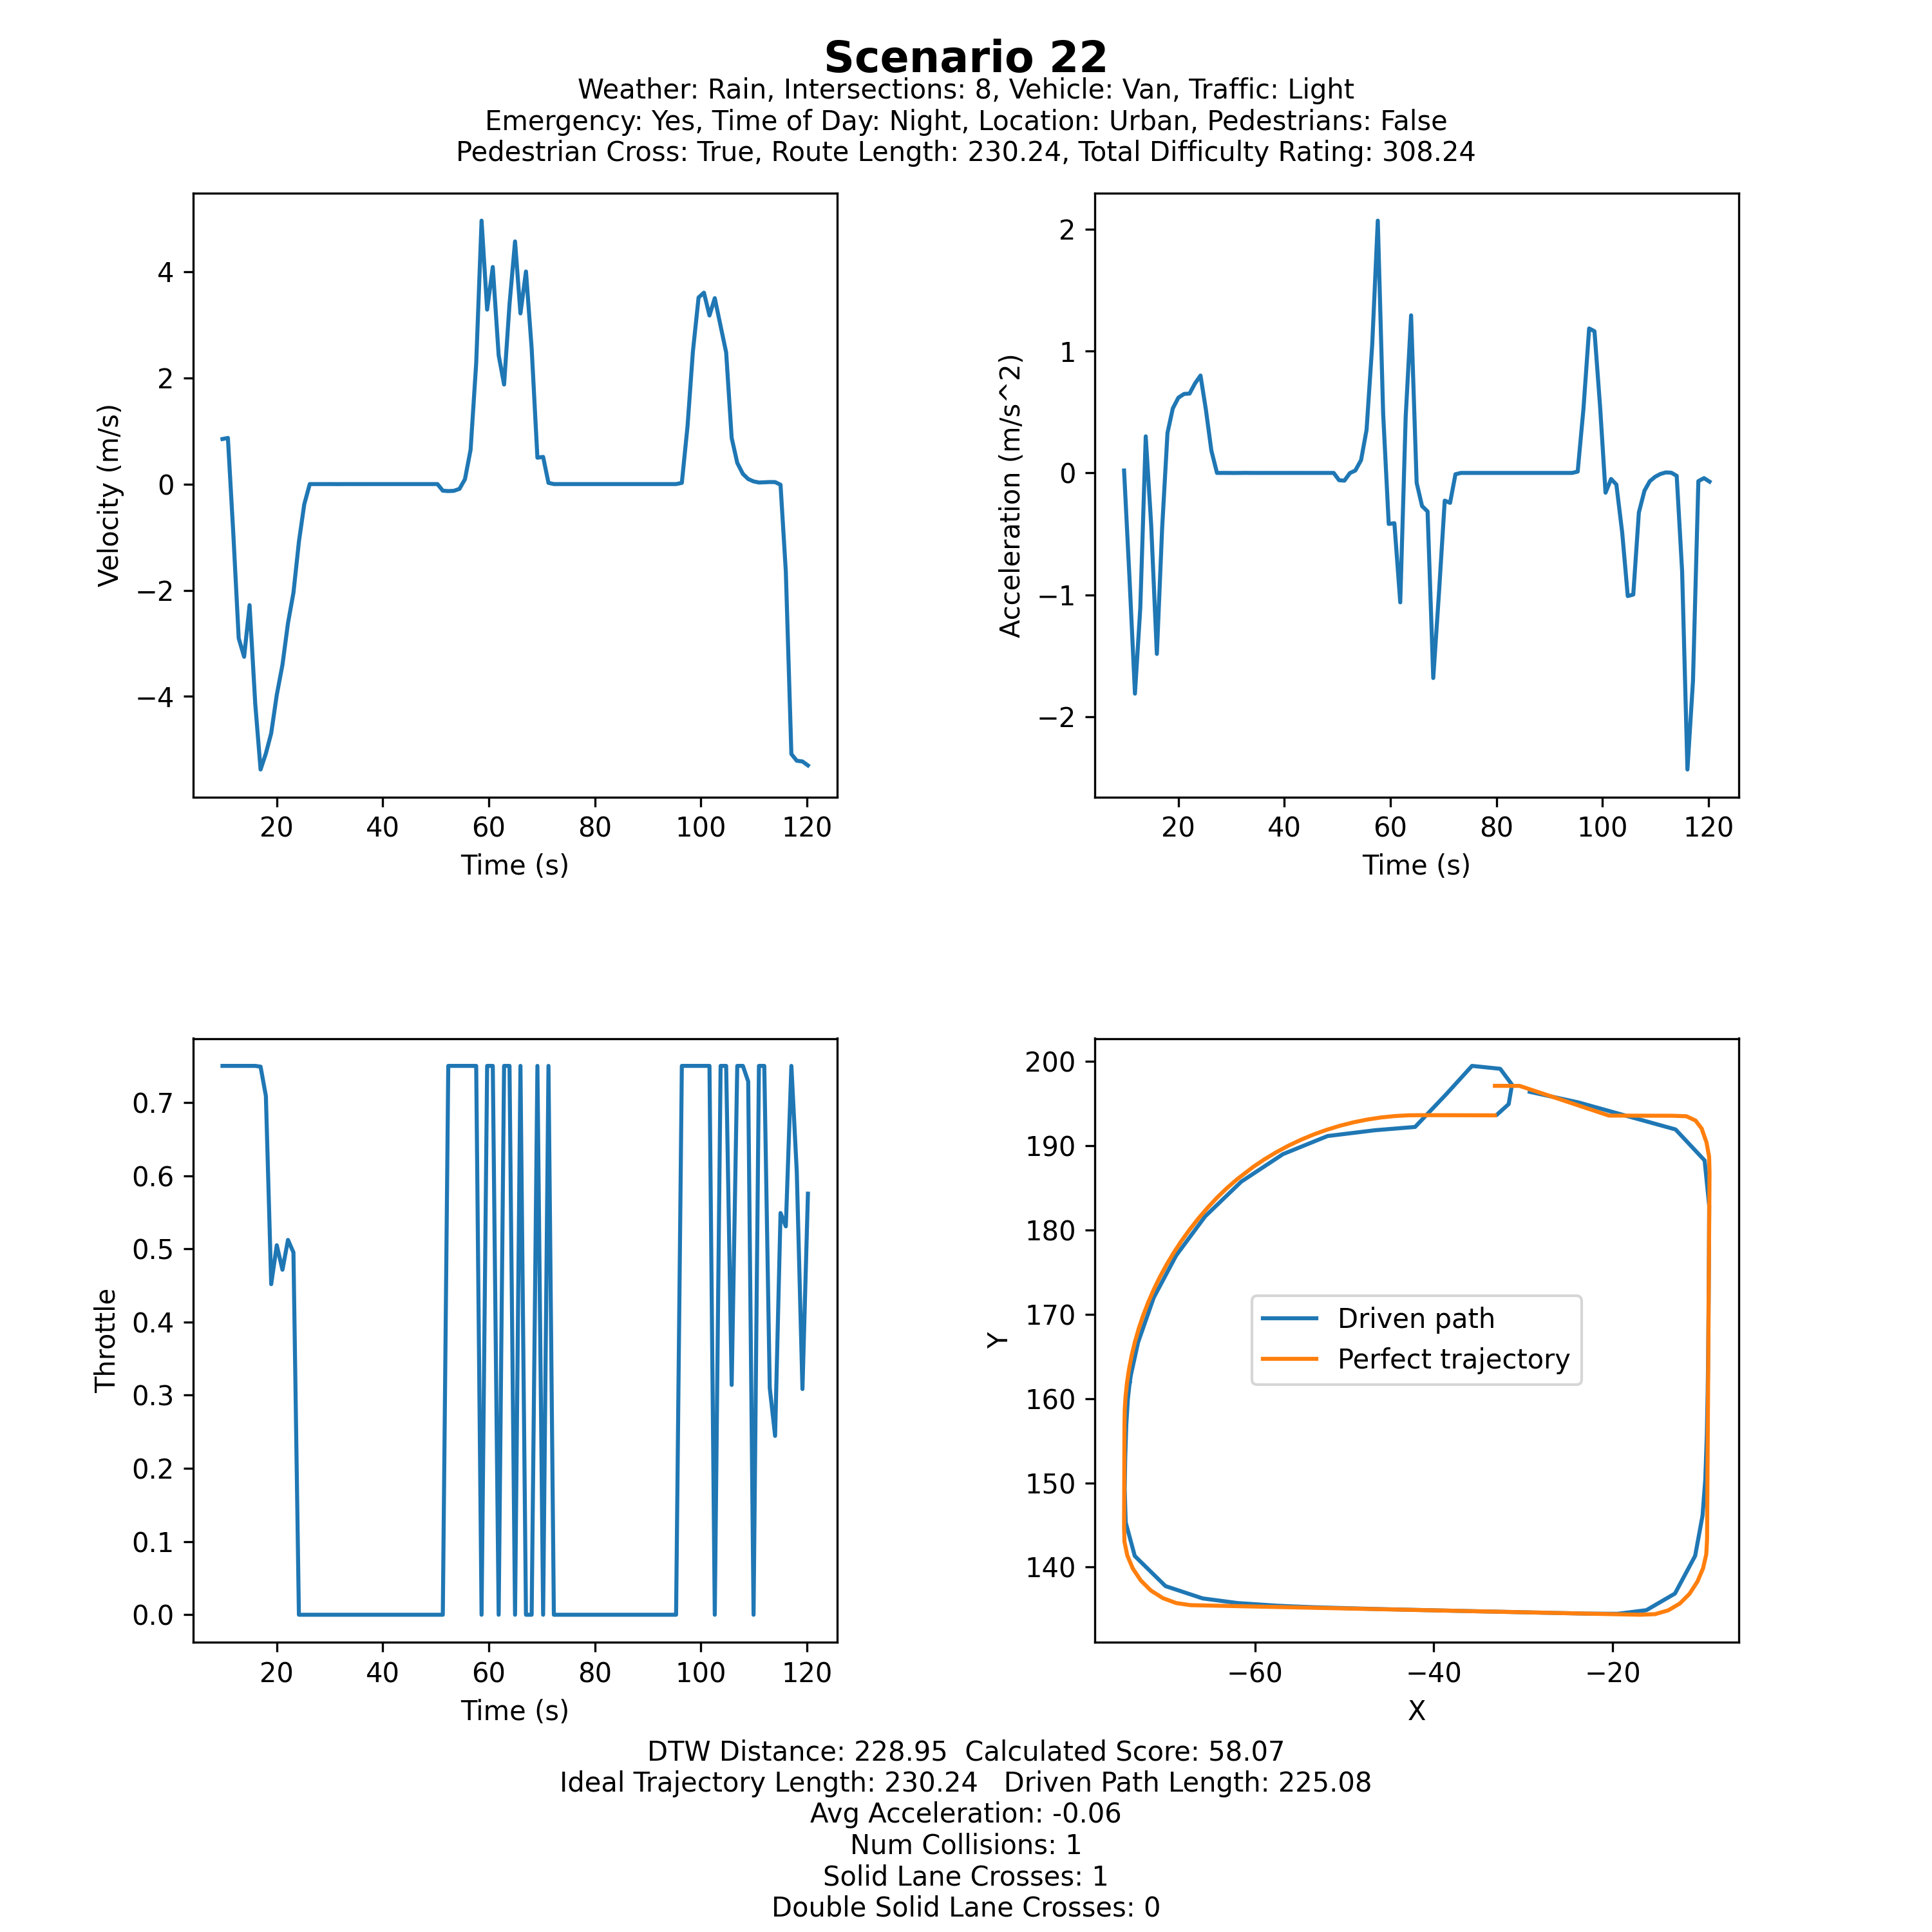 Scenario 22
Weather: Rain, Intersections: 8, Vehicle: Van, Traffic: Light
Emergency: Yes, Time of Day: Night, Location: Urban, Pedestrians: False
Pedestrian Cross: True, Route Length: 230.24, Total Difficulty Rating: 308.24
Velocity (m/s)
4
2
0
−2
−4
20 40 60 80 100 120
Time (s)
Acceleration (m/s^2)
2
1
0
−1
−2
20 40 60 80 100 120
Time (s)
Throttle
0.7
0.6
0.5
0.4
0.3
0.2
0.1
0.0
20 40 60 80 100 120
Time (s)
Y
200
190
180
170
160
150
140
Driven path
Perfect trajectory
−60 −40 −20
X
DTW Distance: 228.95 Calculated Score: 58.07
Ideal Trajectory Length: 230.24 Driven Path Length: 225.08
Avg Acceleration: -0.06
Num Collisions: 1
Solid Lane Crosses: 1
Double Solid Lane Crosses: 0